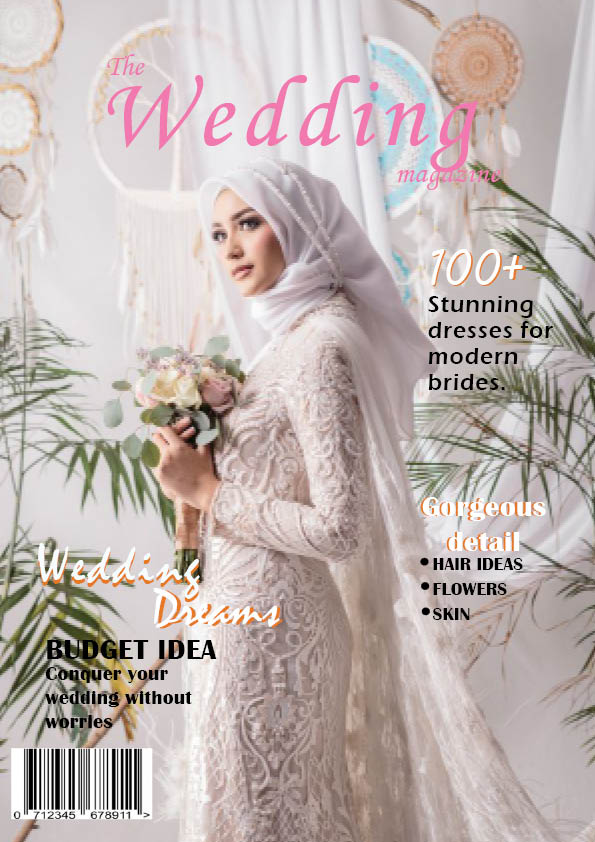 The
Wedding
magazine
100+
Stunning
dresses for
modern
brides.
Gorgeous
detail
•HAIR IDEAS
•FLOWERS
•SKIN
Wedding
Dreams
BUDGET IDEA
Conquer your
wedding without
worries
0 712345 678911 >